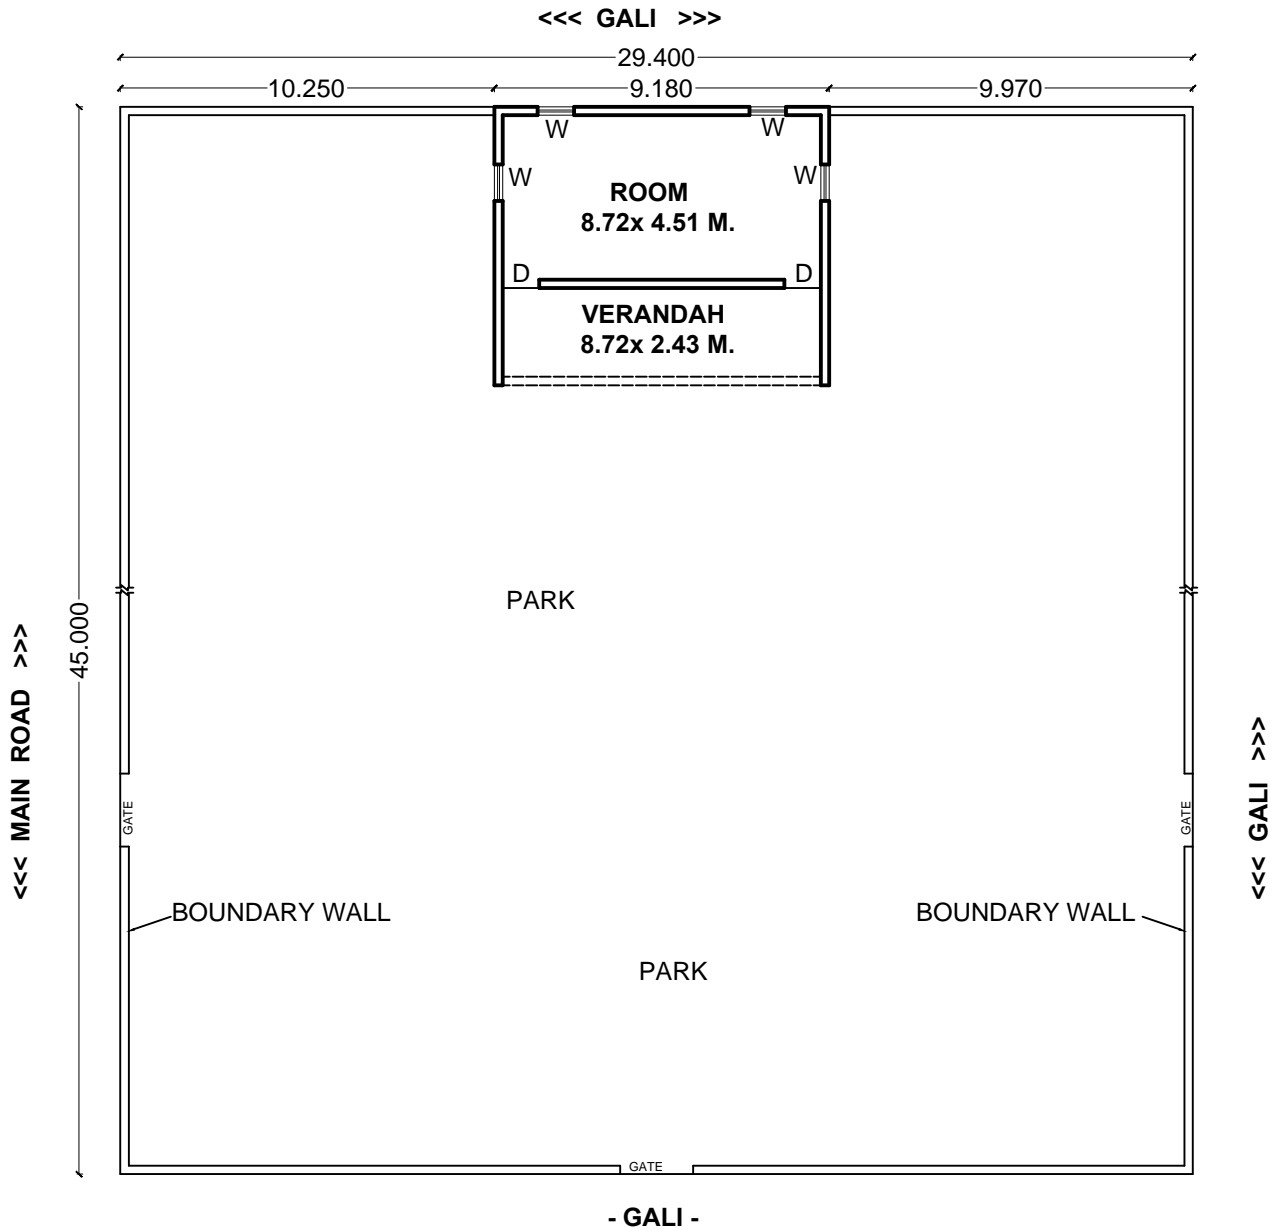 <<< GALI >>>
29.400
10.250
9.180
9.970
W
W
W
W
ROOM
8.72x 4.51 M.
D
D
VERANDAH
8.72x 2.43 M.
PARK
45.000
<<< MAIN ROAD >>>
<<< GALI >>>
GATE
GATE
BOUNDARY WALL
BOUNDARY WALL
PARK
GATE
- GALI -